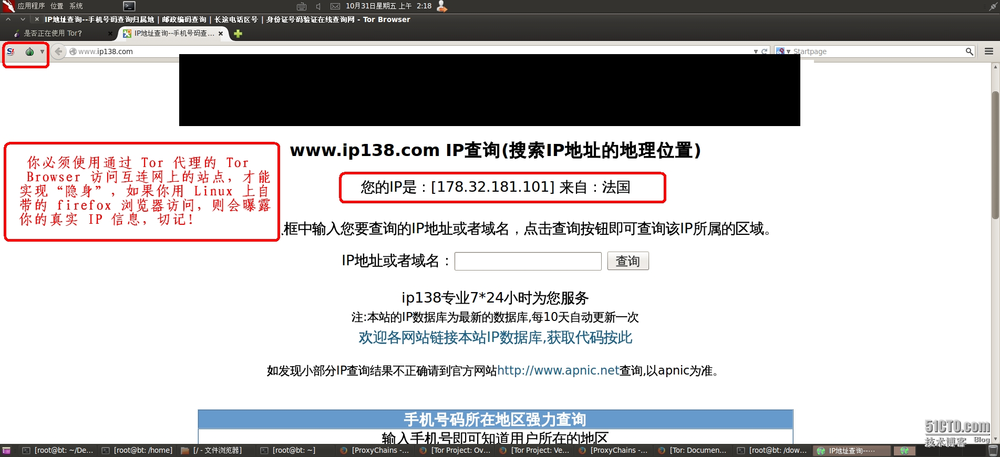 应用程序 位置 系统
10月31日星期五 上午 2:18
IP地址查询--手机号码查询归属地 | 邮政编码查询 | 长途电话区号 | 身份证号码验证在线查询网 - Tor Browser
是否正在使用 Tor?
IP地址查询--手机号码查...
www.ip138.com
Startpage
www.ip138.com IP查询(搜索IP地址的地理位置)
你必须使用通过 Tor 代理的 Tor
Browser 访问互连网上的站点，才能
实现“隐身”，如果你用 Linux 上自
带的 firefox 浏览器访问，则会曝露
你的真实 IP 信息，切记！
您的IP是：[178.32.181.101] 来自：法国
框中输入您要查询的IP地址或者域名，点击查询按钮即可查询该IP所属的区域。
IP地址或者域名：
查询
ip138专业7*24小时为您服务
注:本站的IP数据库为最新的数据库,每10天自动更新一次
欢迎各网站链接本站IP数据库,获取代码按此
如发现小部分IP查询结果不正确请到官方网站http://www.apnic.net查询,以apnic为准。
手机号码所在地区强力查询
输入手机号即可知道用户所在的地区
51CTO.com
技术博客 Blog
[root@bt: ~/De...
[root@bt: /home]
[/ - 文件浏览器]
[root@bt: ~]
[ProxyChains -...
[Tor Project: Ov...
[Tor Project: Ve...
[ProxyChains -...
[Tor: Documen...
[root@bt: /dow...
IP地址查询--...